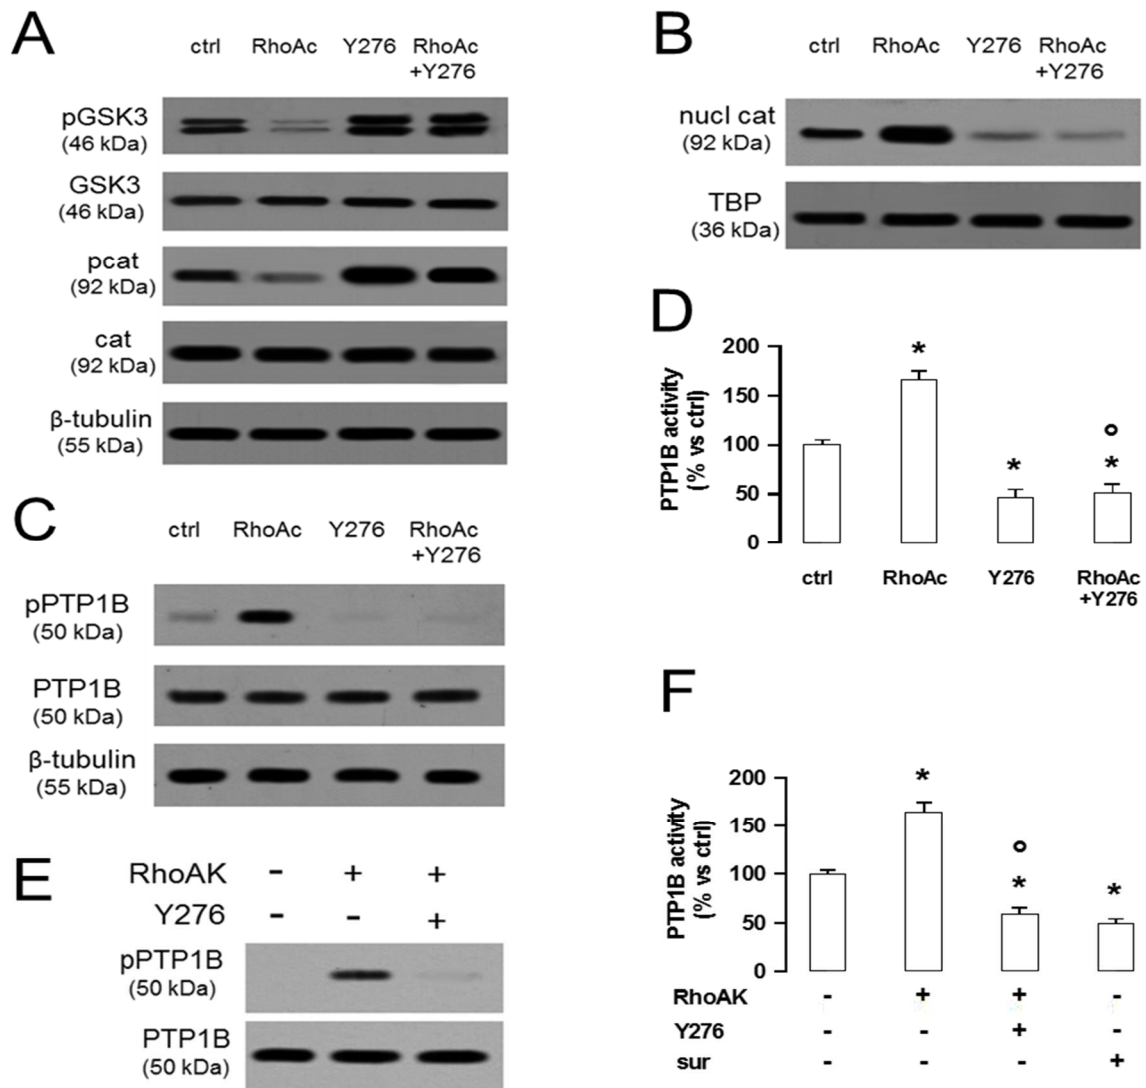 A
ctrl RhoAc Y276 RhoAc
+Y276
pGSK3
(46 kDa)
GSK3
(46 kDa)
pcat
(92 kDa)
cat
(92 kDa)
β-tubulin
(55 kDa)
B
ctrl RhoAc Y276 RhoAc
+Y276
nucl cat
(92 kDa)
TBP
(36 kDa)
C
ctrl RhoAc Y276 RhoAc
+Y276
pPTP1B
(50 kDa)
PTP1B
(50 kDa)
β-tubulin
(55 kDa)
D
PTP1B activity
(% vs ctrl)
200
150
100
50
0
* * ° *
ctrl RhoAc Y276 RhoAc
+Y276
E
RhoAK - + +
Y276 - - +
pPTP1B
(50 kDa)
PTP1B
(50 kDa)
F
PTP1B activity
(% vs ctrl)
200
150
100
50
0
* ° * *
RhoAK - + + -
Y276 - - + -
sur - - - +